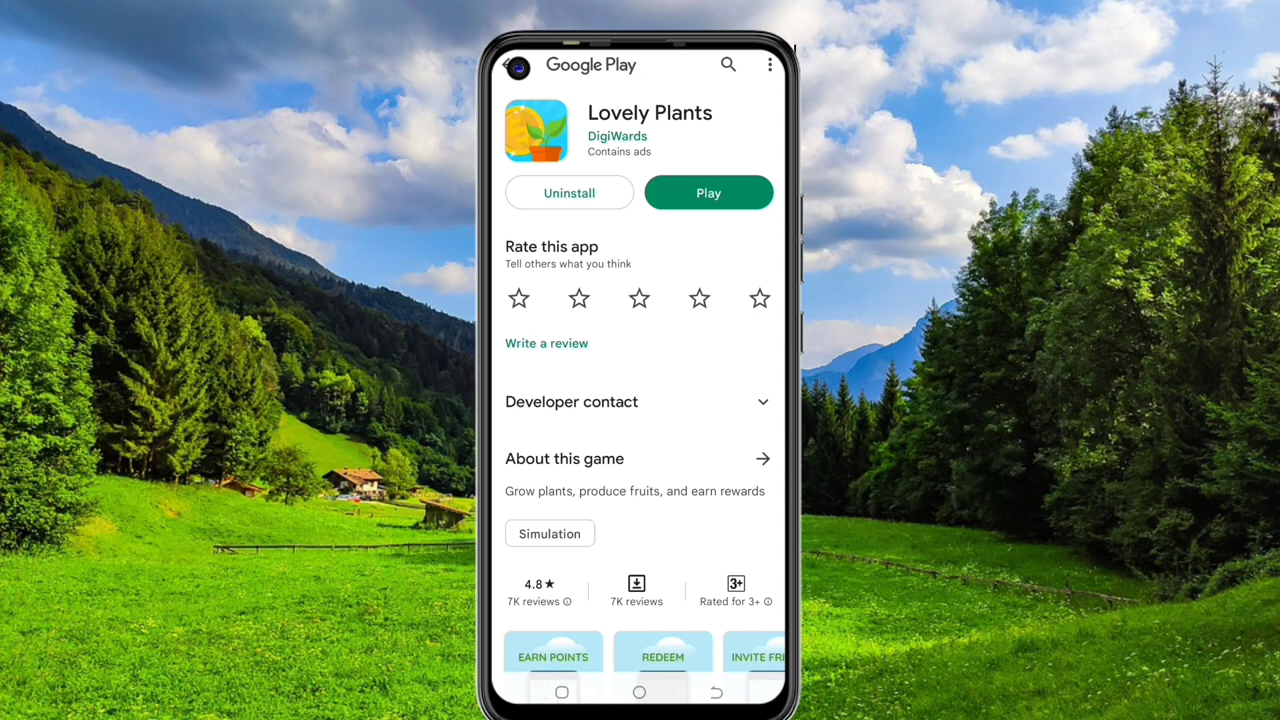 Google Play
Lovely Plants
DigiWards
Contains ads
Uninstall
Play
Rate this app
Tell others what you think
Write a review
Developer contact
About this game
Grow plants, produce fruits, and earn rewards
Simulation
4.8★
3+
7K reviews
7K reviews
Rated for 3+
EARN POINTS
REDEEM
INVITE FRI